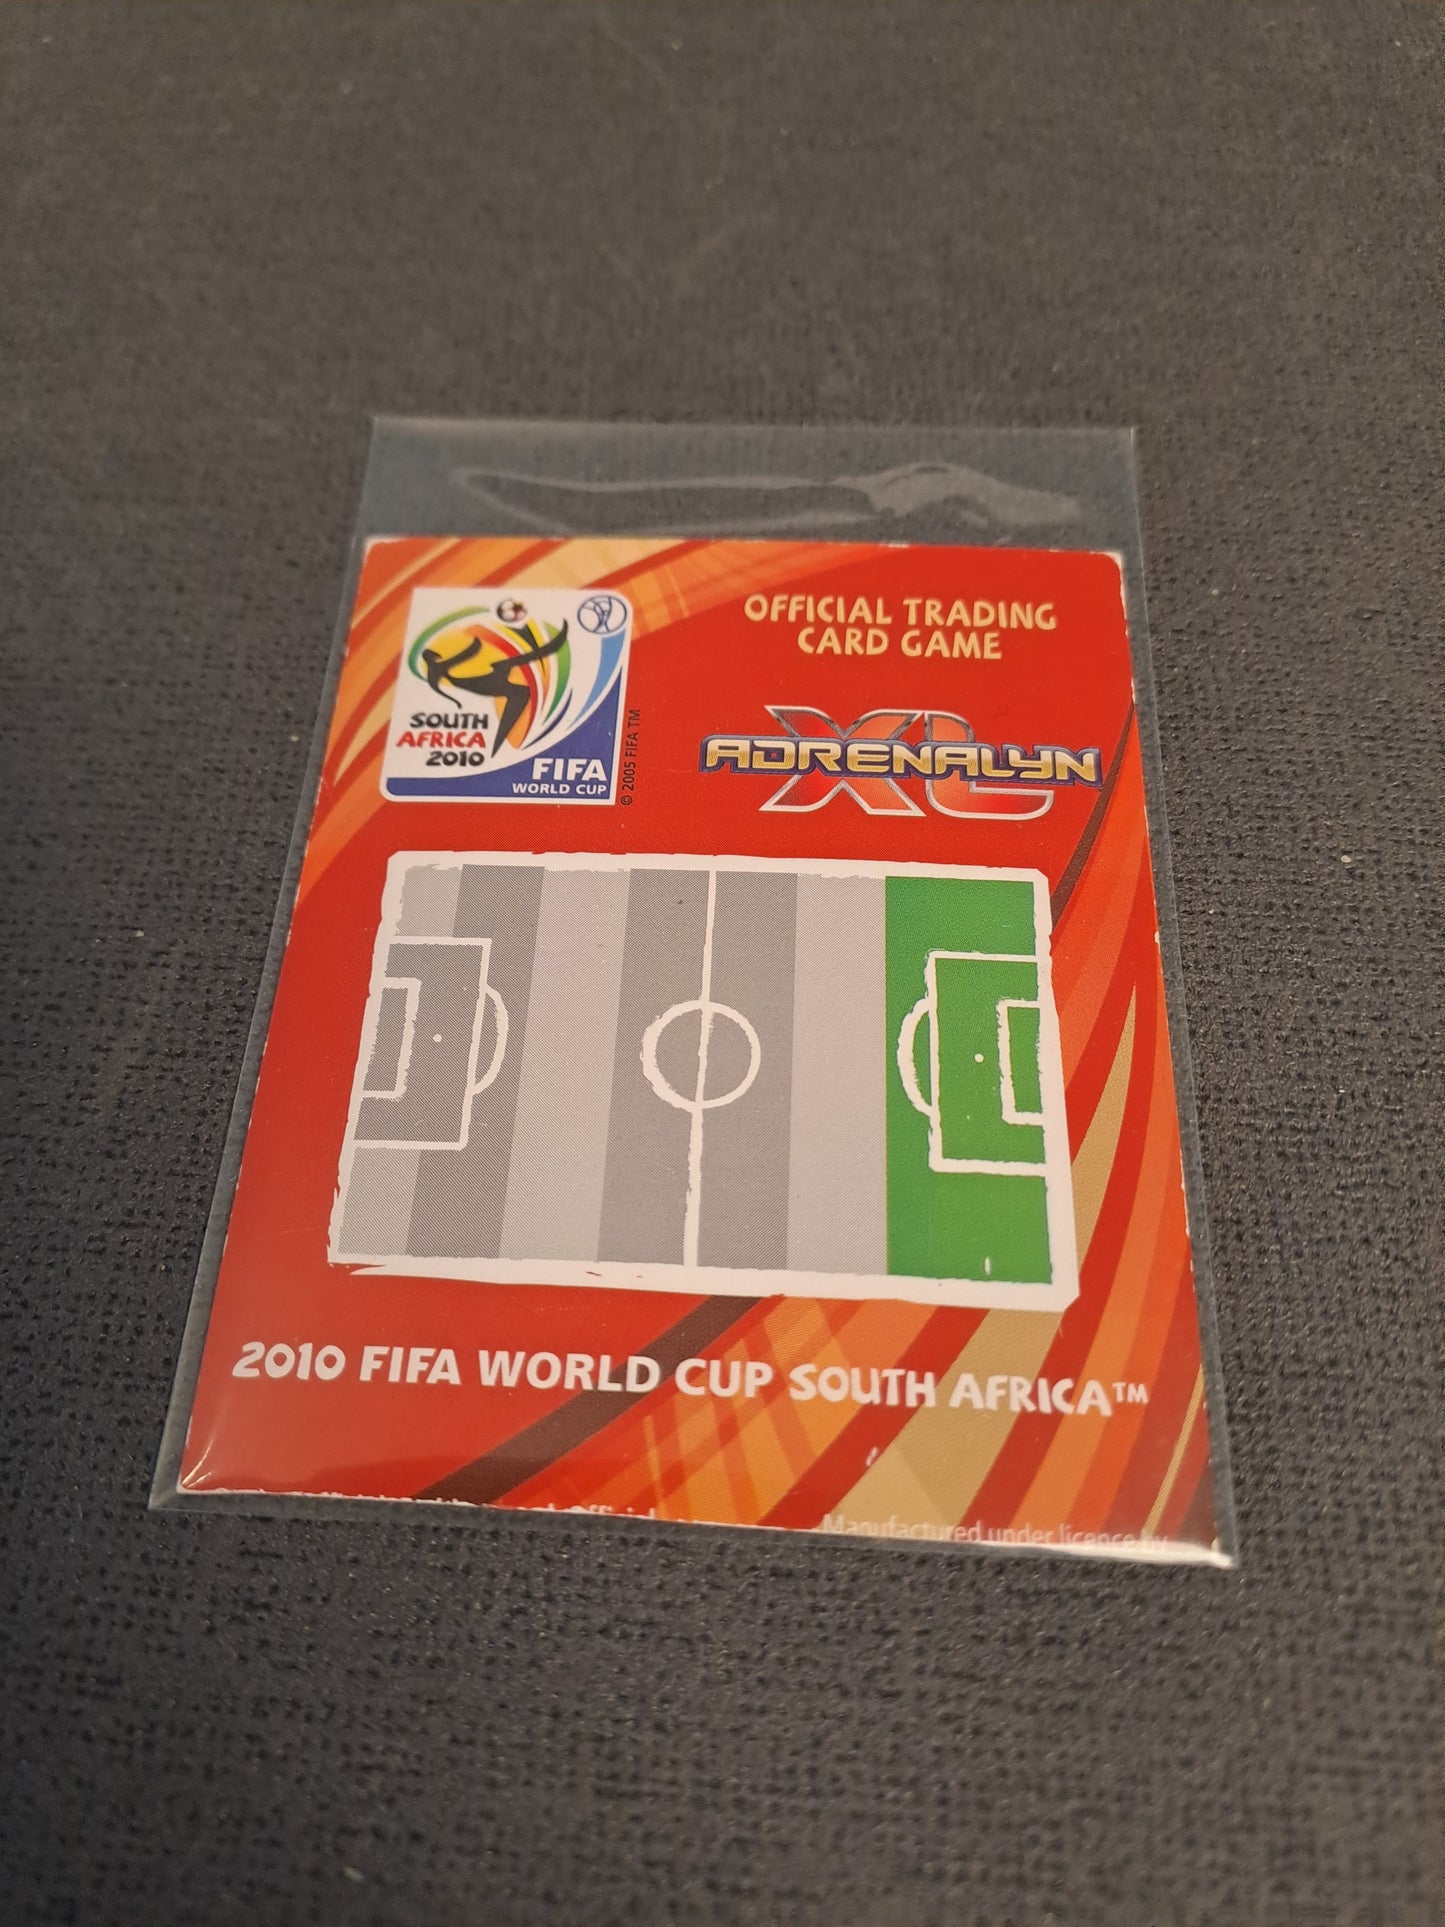 OFFICIAL TRADING
CARD GAME
SOUTH
AFRICA
2010
FIFA
WORLD CUP
© 2005 FIFA TM
ADRENALYN
XL
2010 FIFA WORLD CUP SOUTH AFRICA™
Official
Manufactured under licence by